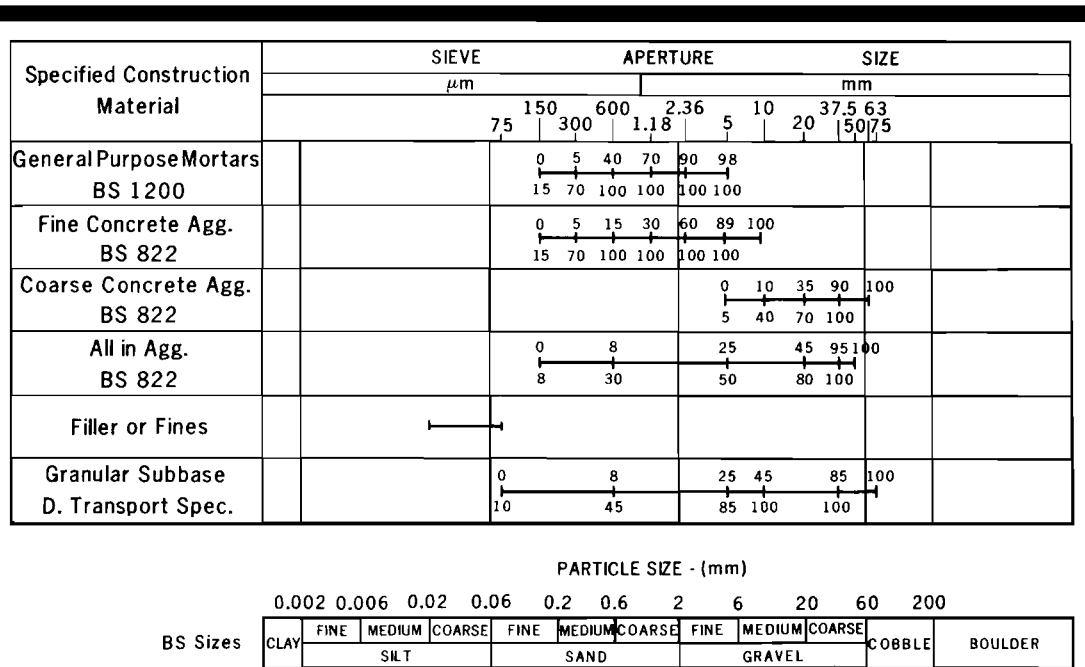 SIEVE APERTURE SIZE
Specified Construction
Material
μm mm
150 600 2.36 10 37.5 63
75 300 1.18 5 20 50 75
General Purpose Mortars
BS 1200
0 5 40 70 90 98
15 70 100 100 100 100
Fine Concrete Agg.
BS 822
0 5 15 30 60 89 100
15 70 100 100 100 100
Coarse Concrete Agg.
BS 822
0 10 35 90 100
5 40 70 100
All in Agg.
BS 822
0 8 25 45 95 100
8 30 50 80 100
Filler or Fines
Granular Subbase
D. Transport Spec.
0 8 25 45 85 100
10 45 85 100 100
PARTICLE SIZE - (mm)
0.002 0.006 0.02 0.06 0.2 0.6 2 6 20 60 200
BS Sizes
CLAY FINE MEDIUM COARSE FINE MEDIUM COARSE FINE MEDIUM COARSE COBBLE BOULDER
SILT SAND GRAVEL